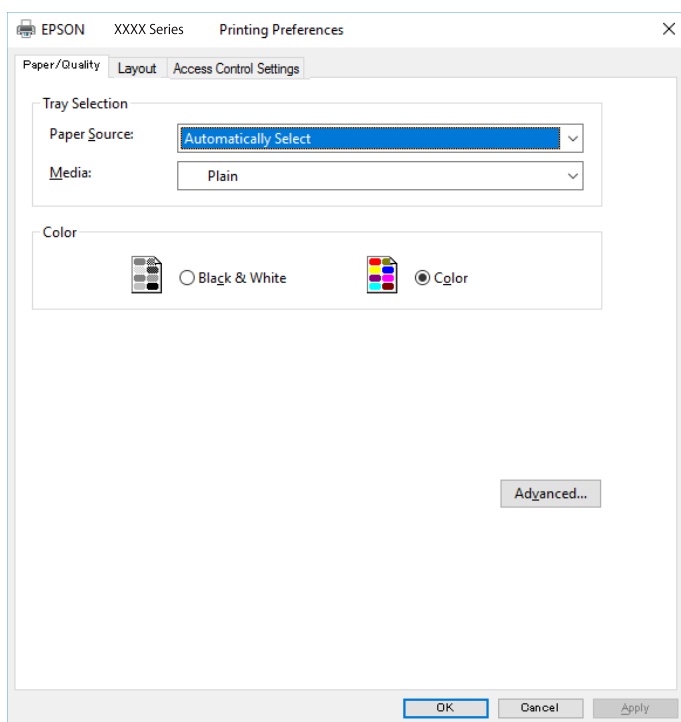 EPSON XXXX Series Printing Preferences
Paper/Quality Layout Access Control Settings
Tray Selection
Paper Source: Automatically Select
Media: Plain
Color
Black & White Color
Advanced...
OK Cancel Apply